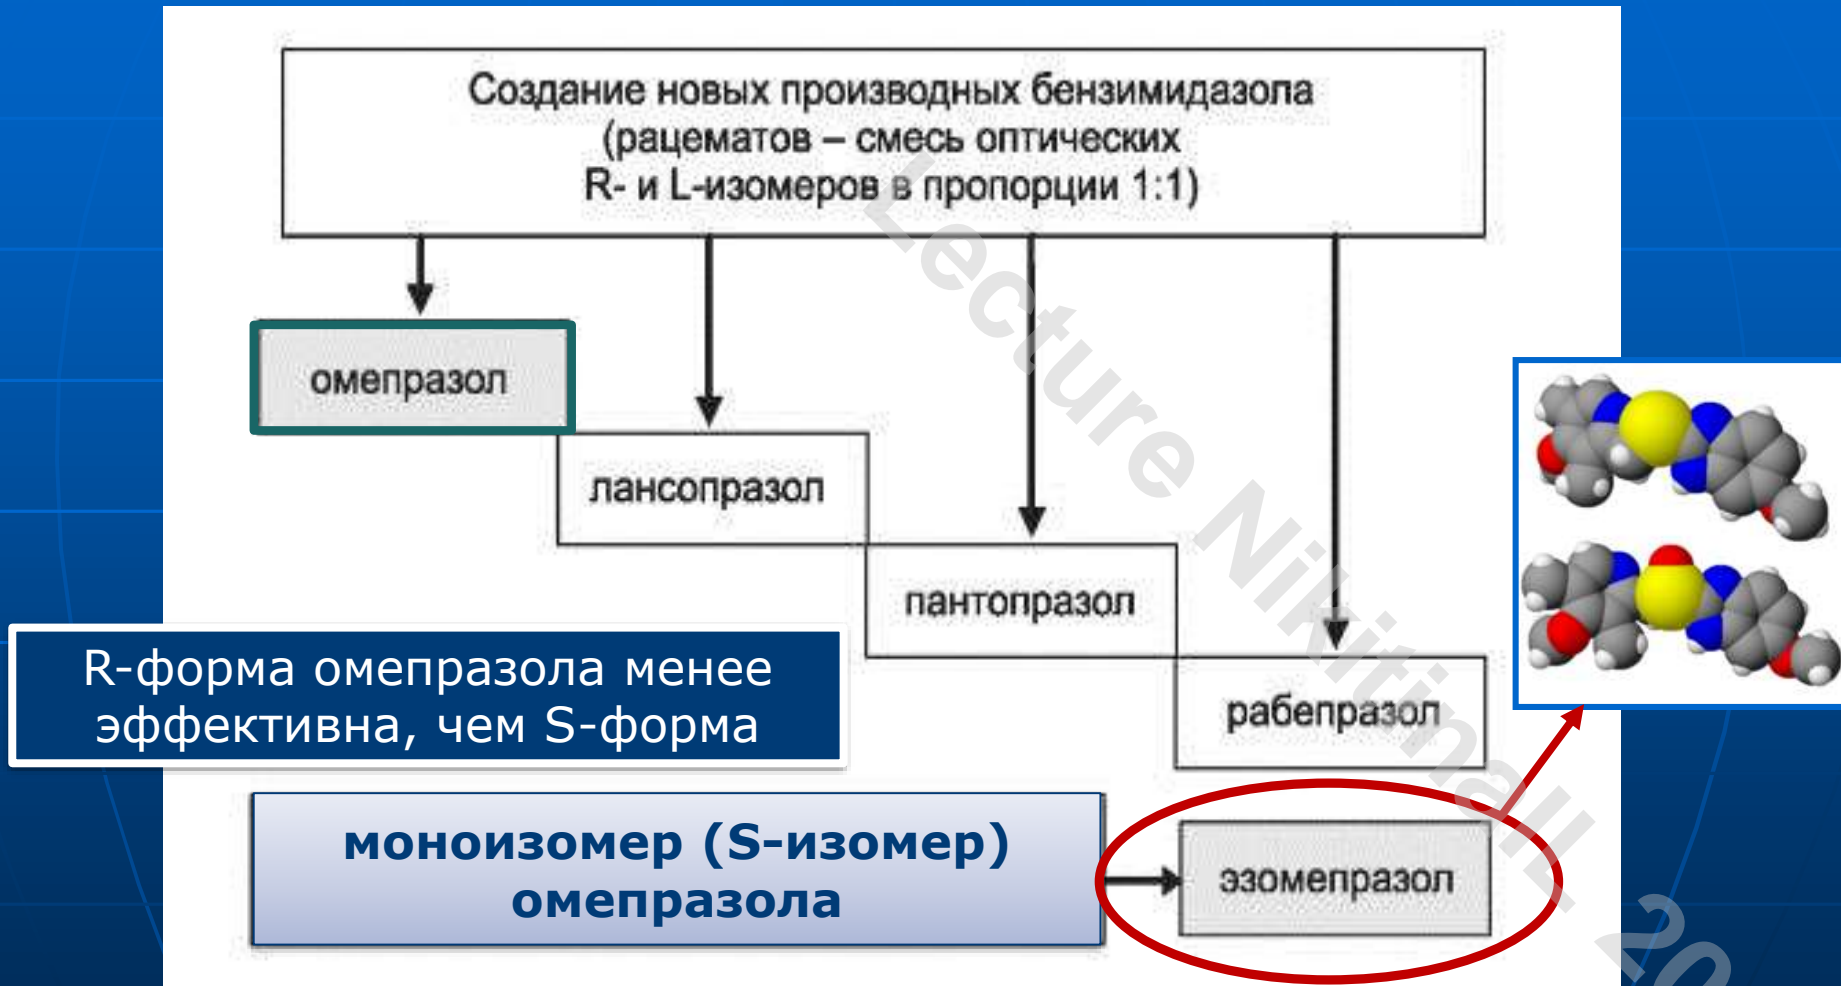 Создание новых производных бензимидазола
(рацематов – смесь оптических
R- и L-изомеров в пропорции 1:1)
омепразол
лансопразол
пантопразол
рабепразол
R-форма омепразола менее
эффективна, чем S-форма
моноизомер (S-изомер)
омепразола
эзомепразол
Lecture